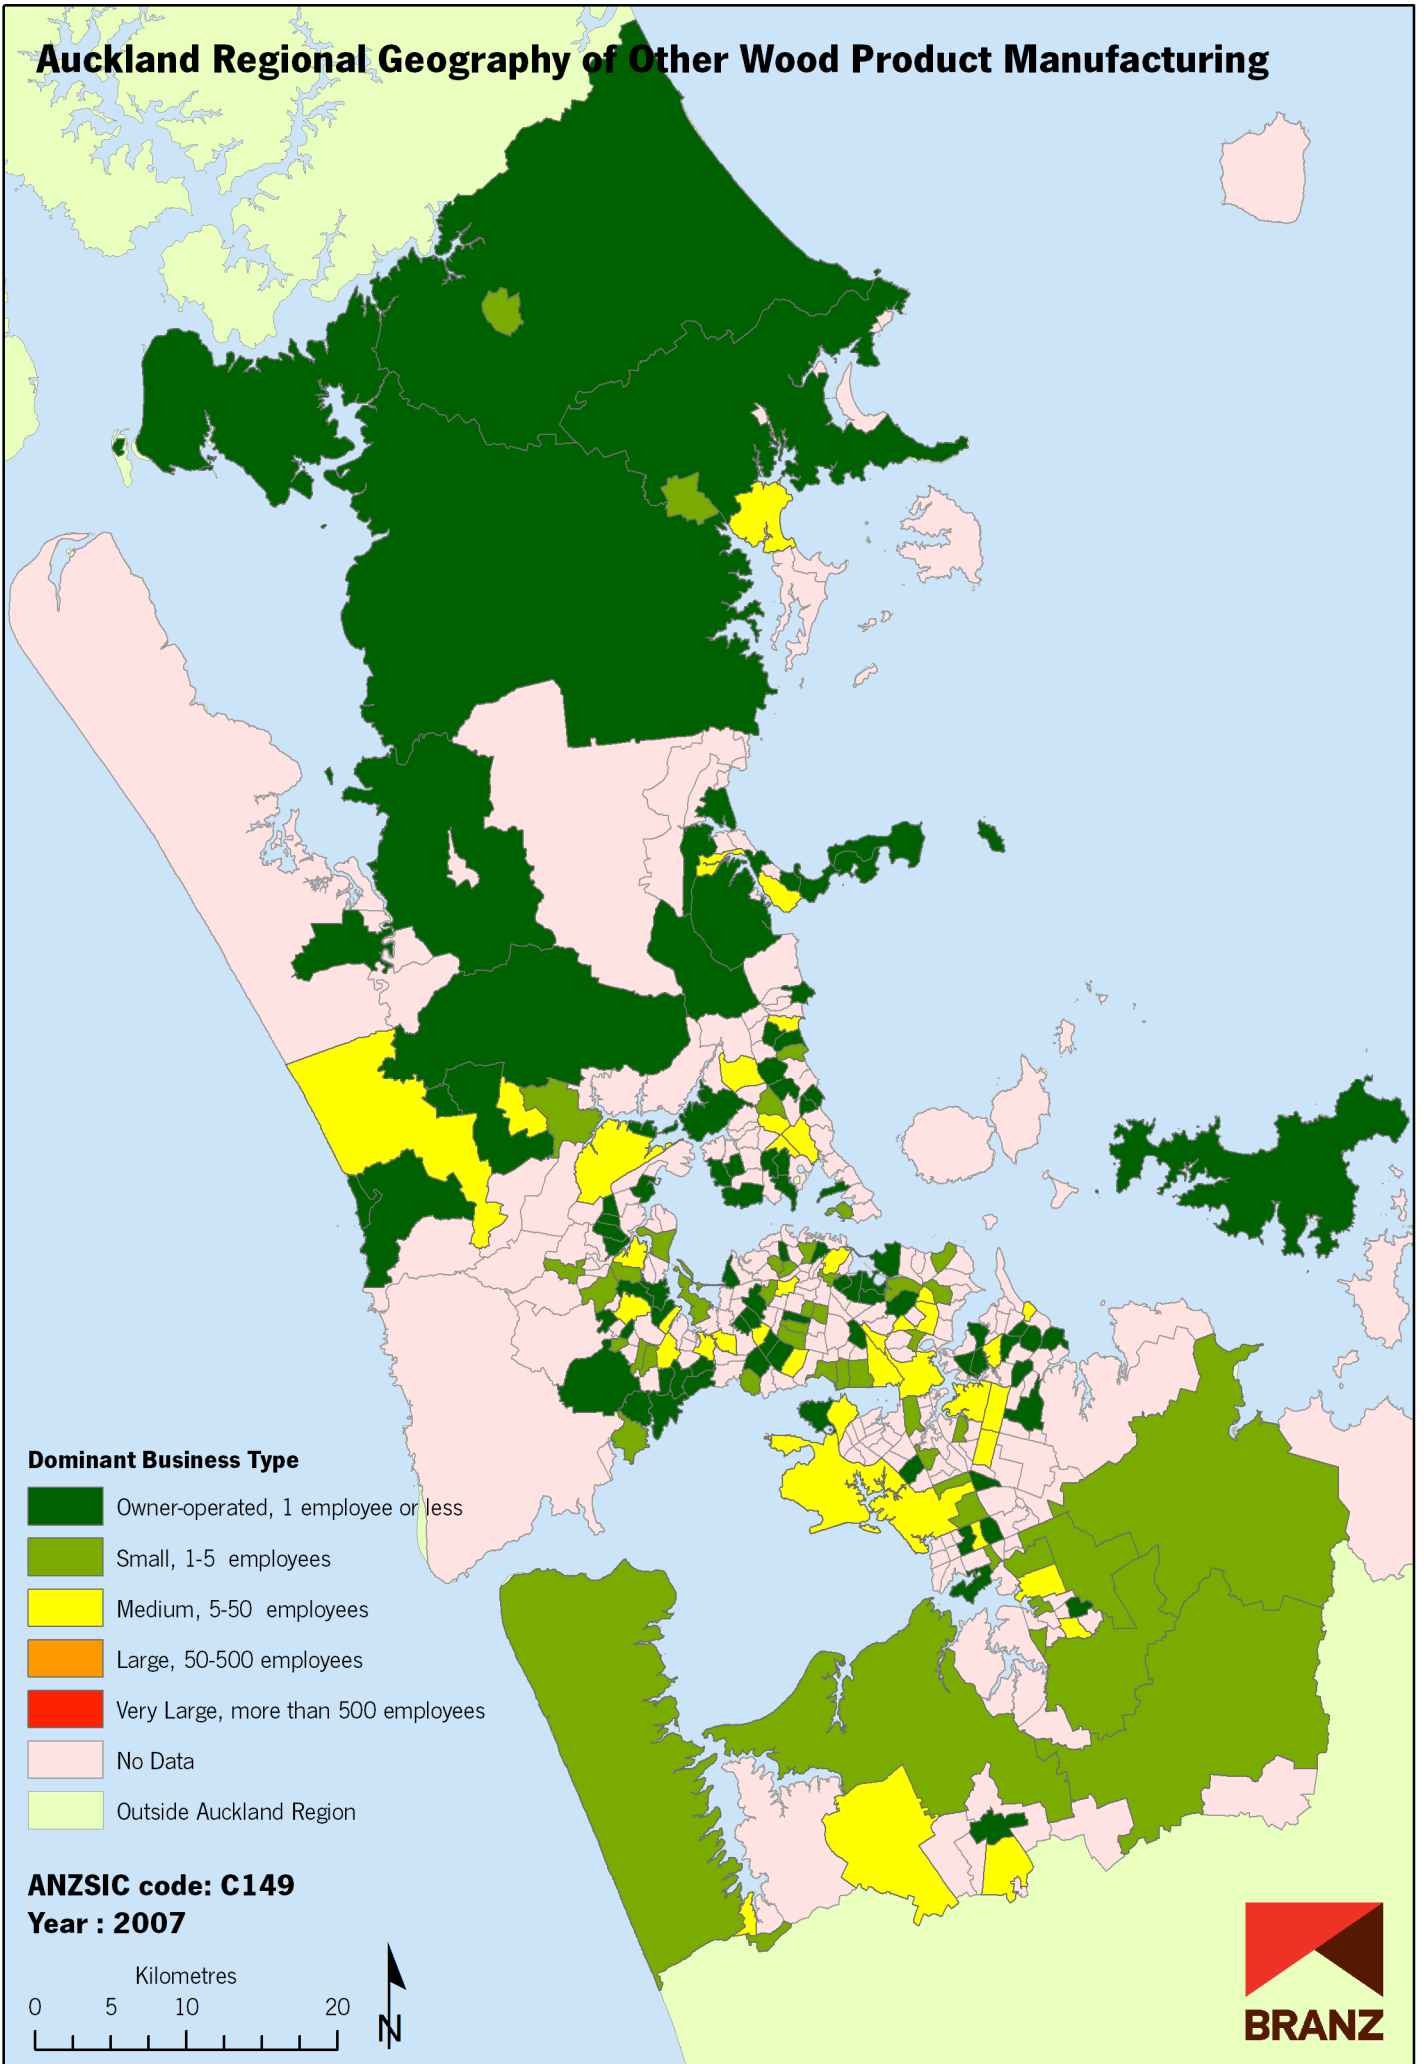 Auckland Regional Geography of Other Wood Product Manufacturing
Dominant Business Type
Owner-operated, 1 employee or less
Small, 1-5 employees
Medium, 5-50 employees
Large, 50-500 employees
Very Large, more than 500 employees
No Data
Outside Auckland Region
ANZSIC code: C149
Year : 2007
Kilometres
0 5 10 20
N
BRANZ